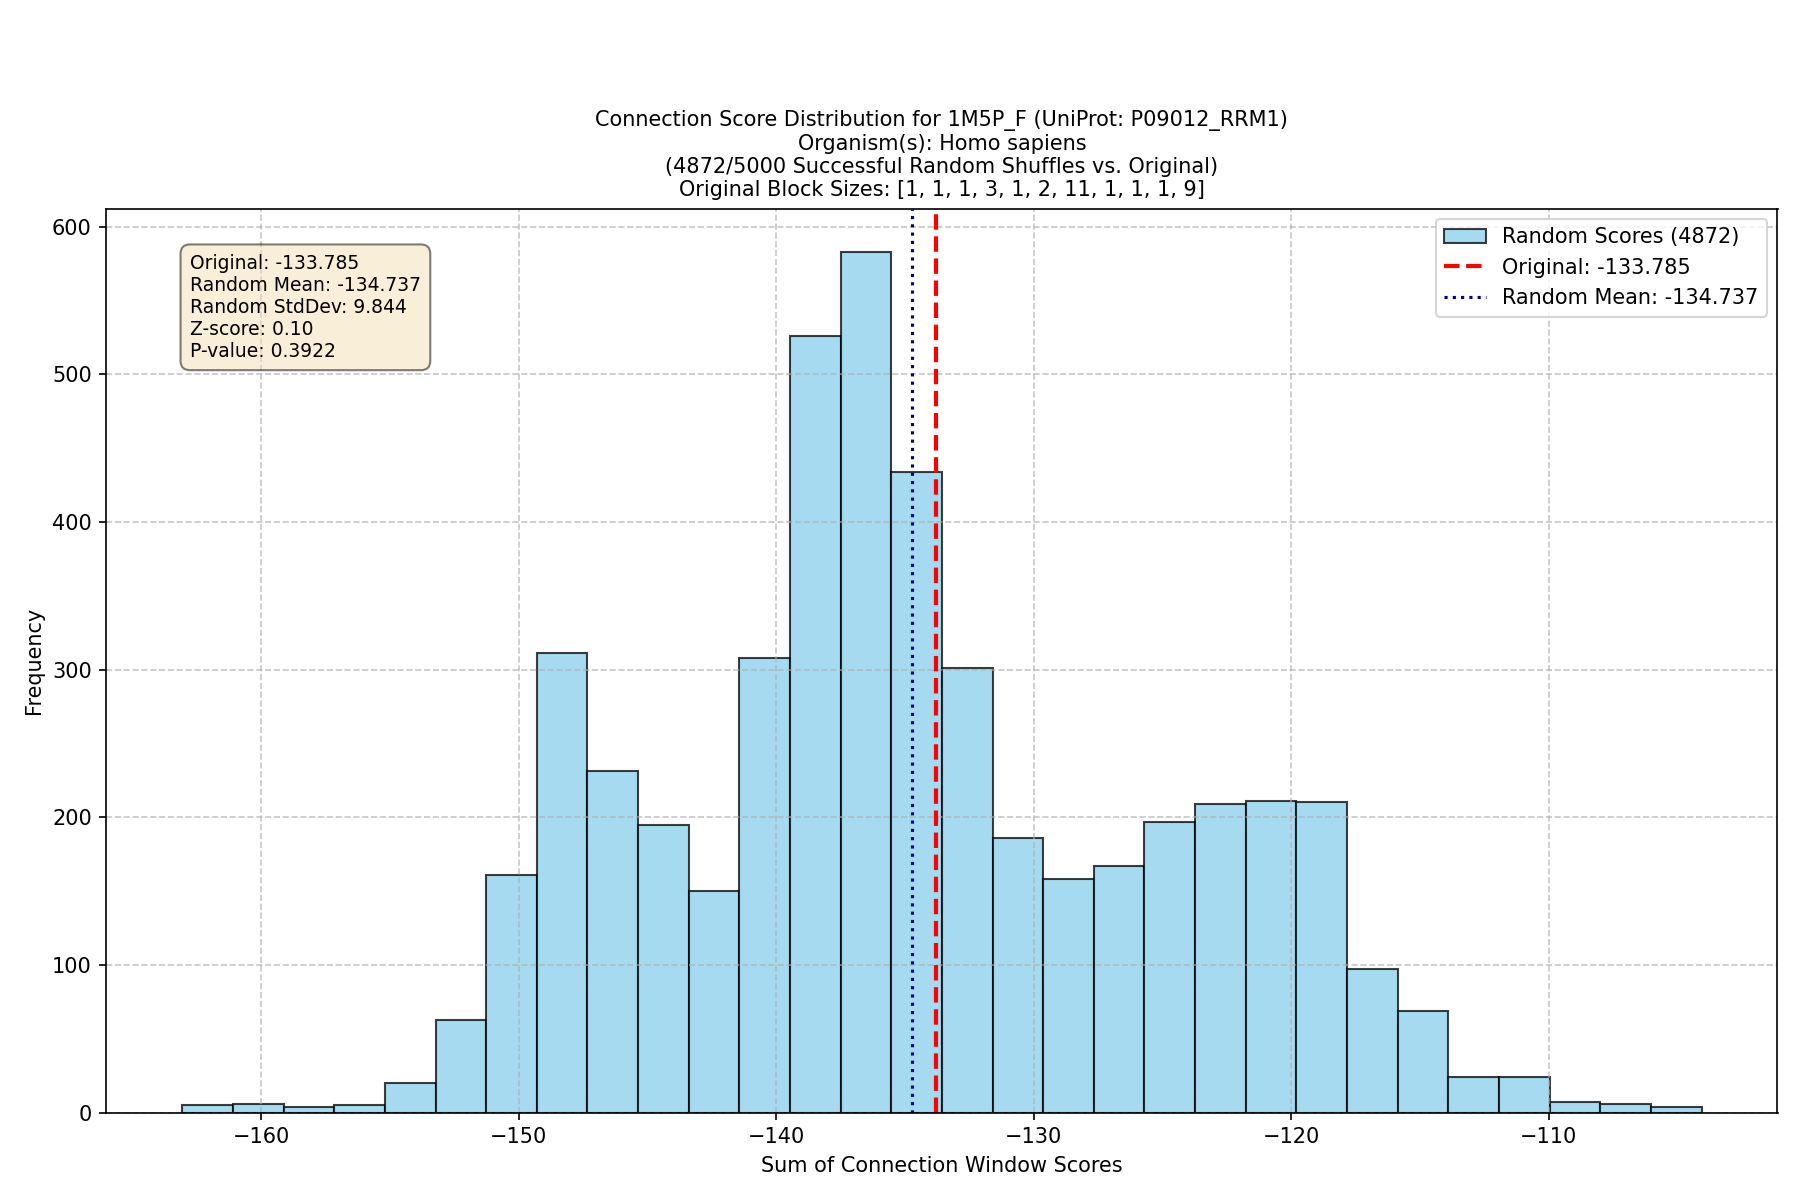 Connection Score Distribution for 1M5P_F (UniProt: P09012_RRM1)
Organism(s): Homo sapiens
(4872/5000 Successful Random Shuffles vs. Original)
Original Block Sizes: [1, 1, 1, 3, 1, 2, 11, 1, 1, 1, 9]
Original: -133.785
Random Mean: -134.737
Random StdDev: 9.844
Z-score: 0.10
P-value: 0.3922
Random Scores (4872)
Original: -133.785
Random Mean: -134.737
Frequency
600
500
400
300
200
100
0
−160
−150
−140
−130
−120
−110
Sum of Connection Window Scores